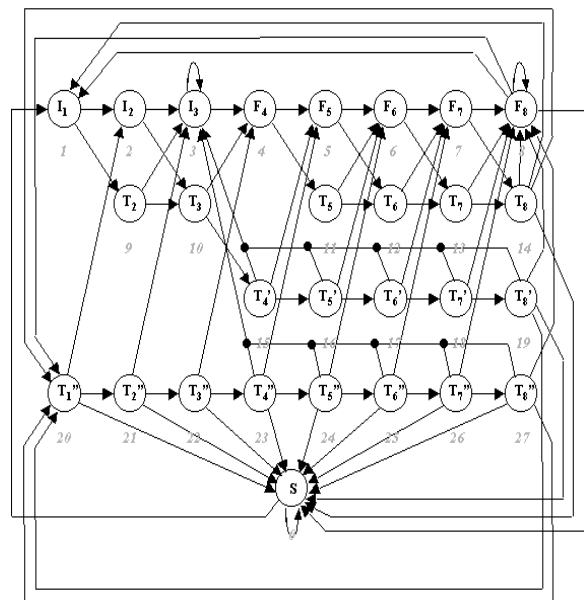 I1 I2 I3 F4 F5 F6 F7 F8
1 2 3 4 5 6 7 8
T2 T3 T5 T6 T7 T8
9 10 11 12 13 14
T4' T5' T6' T7' T8'
15 16 17 18 19
T1" T2" T3" T4" T5" T6" T7" T8"
20 21 22 23 24 25 26 27
S